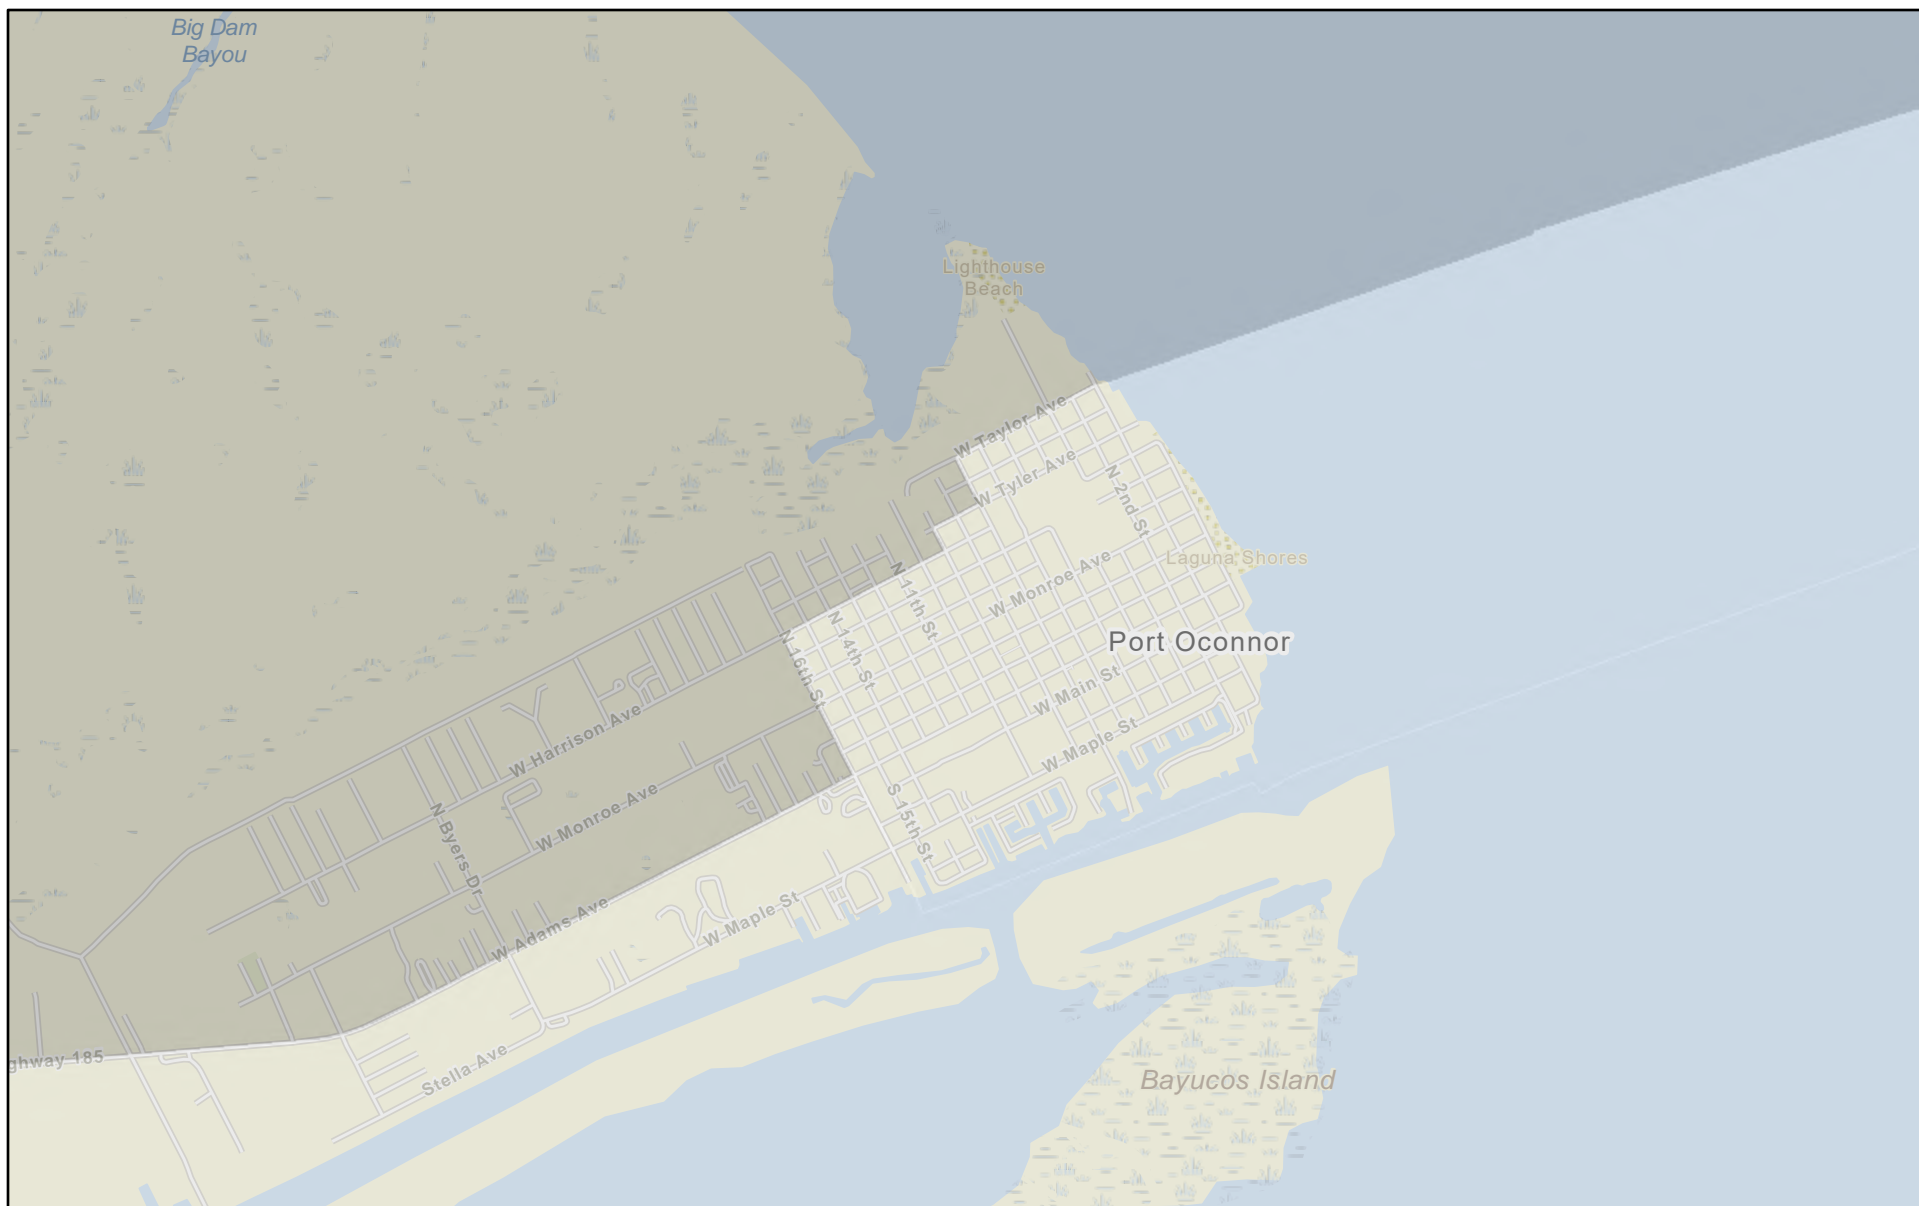 Big Dam
Bayou
Lighthouse
Beach
W Taylor Ave
W Tyler Ave
N 2nd St
Laguna Shores
W Monroe Ave
N 11th St
N 14th St
N 16th St
Port Oconnor
W Main St
W Maple St
W Harrison Ave
W Monroe Ave
N Byers Dr
S 15th St
W Adams Ave
W Maple St
ghway 185
Stella Ave
Bayucos Island